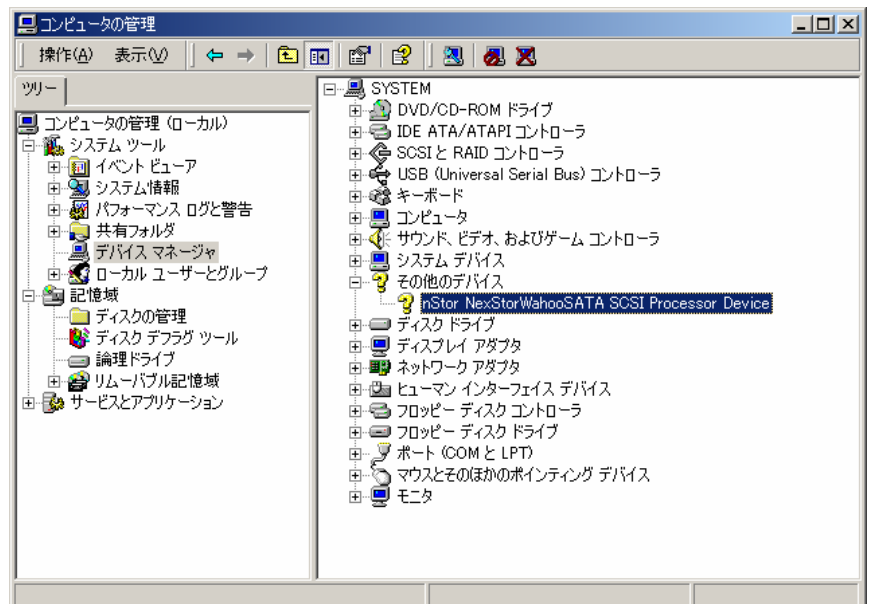 コンピュータの管理
操作(A) 表示(V)
ツリー
コンピュータの管理 (ローカル)
システム ツール
イベント ビューア
システム情報
パフォーマンス ログと警告
共有フォルダ
デバイス マネージャ
ローカル ユーザーとグループ
記憶域
ディスクの管理
ディスク デフラグ ツール
論理ドライブ
リムーバブル記憶域
サービスとアプリケーション
SYSTEM
DVD/CD-ROM ドライブ
IDE ATA/ATAPI コントローラ
SCSI と RAID コントローラ
USB (Universal Serial Bus) コントローラ
キーボード
コンピュータ
サウンド、ビデオ、およびゲーム コントローラ
システム デバイス
その他のデバイス
nStor NexStorWahooSATA SCSI Processor Device
ディスク ドライブ
ディスプレイ アダプタ
ネットワーク アダプタ
ヒューマン インターフェイス デバイス
フロッピー ディスク コントローラ
フロッピー ディスク ドライブ
ポート (COM と LPT)
マウスとそのほかのポインティング デバイス
モニタ